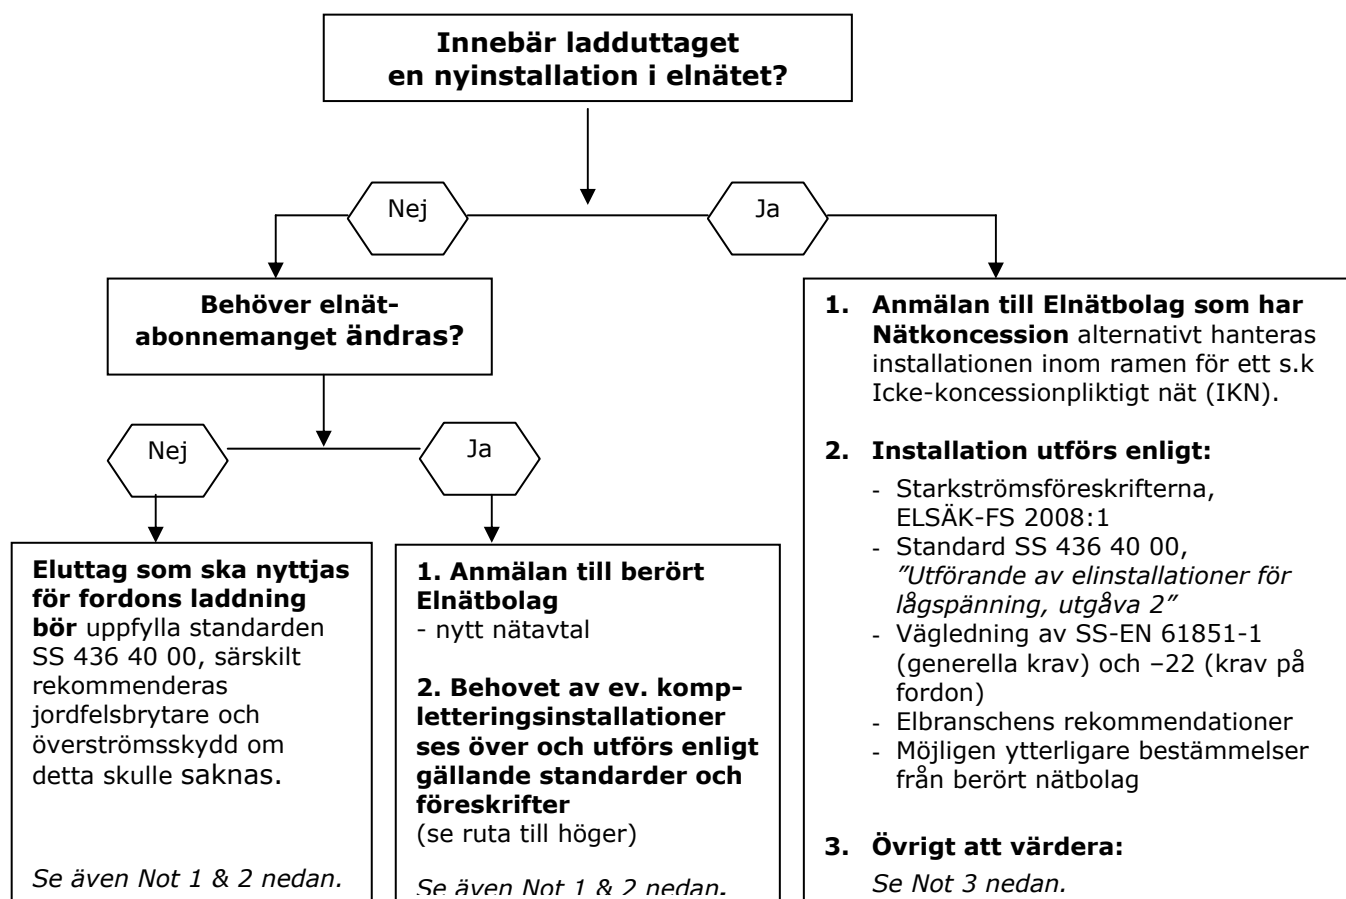 Innebär ladduttaget
en nyinstallation i elnätet?
Nej
Ja
Behöver elnät-
abonnemanget ändras?
Nej
Ja
Eluttag som ska nyttjas
för fordons laddning
bör uppfylla standarden
SS 436 40 00, särskilt
rekommenderas
jordfelsbrytare och
överströmsskydd om
detta skulle saknas.
Se även Not 1 & 2 nedan.
1. Anmälan till berört
Elnätbolag
- nytt nätavtal
2. Behovet av ev. komp-
letteringsinstallationer
ses över och utförs enligt
gällande standarder och
föreskrifter
(se ruta till höger)
Se även Not 1 & 2 nedan.
1. Anmälan till Elnätbolag som har
Nätkoncession alternativt hanteras
installationen inom ramen för ett s.k
Icke-koncessionpliktigt nät (IKN).
2. Installation utförs enligt:
- Starkströmsföreskrifterna,
ELSÄK-FS 2008:1
- Standard SS 436 40 00,
”Utförande av elinstallationer för
lågspänning, utgåva 2”
- Vägledning av SS-EN 61851-1
(generella krav) och –22 (krav på
fordon)
- Elbranschens rekommendationer
- Möjligen ytterligare bestämmelser
från berört nätbolag
3. Övrigt att värdera:
Se Not 3 nedan.